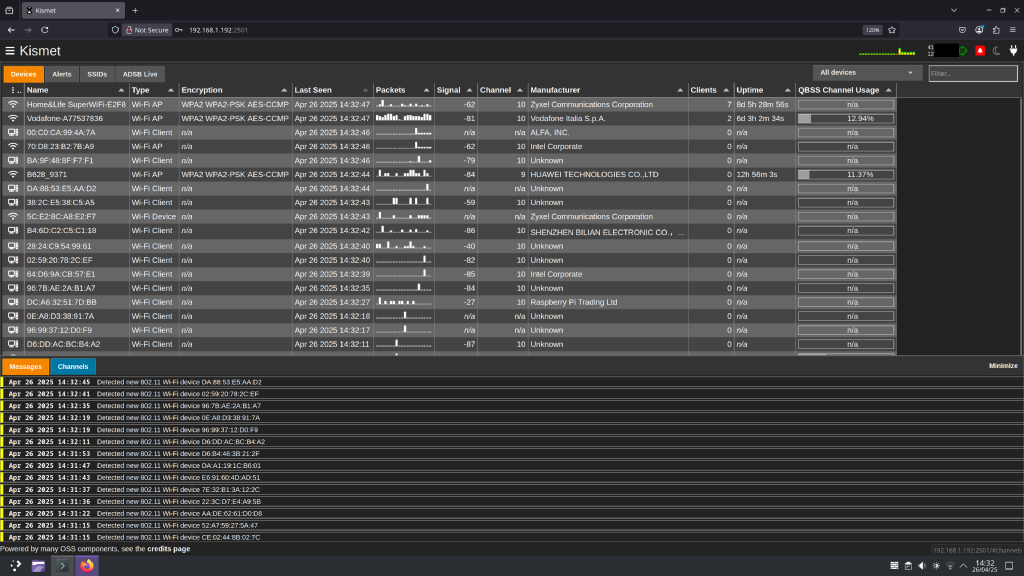 Kismet
Not Secure 192.168.1.192:2501 120%
Kismet
41
12
Devices Alerts SSIDs ADSB Live All devices Filter...
Name Type Encryption Last Seen Packets Signal Channel Manufacturer Clients Uptime QBSS Channel Usage
Home&Life SuperWiFi-E2F8 Wi-Fi AP WPA2 WPA2-PSK AES-CCMP Apr 26 2025 14:32:47 -62 10 Zyxel Communications Corporation 7 8d 5h 28m 56s n/a
Vodafone-A77537836 Wi-Fi AP WPA2 WPA2-PSK AES-CCMP Apr 26 2025 14:32:47 -81 10 Vodafone Italia S.p.A. 2 6d 3h 2m 34s 12.94%
00:C0:CA:99:4A:7A Wi-Fi Client n/a Apr 26 2025 14:32:46 n/a n/a ALFA, INC. 0 n/a n/a
70:D8:23:B2:7B:A9 Wi-Fi AP n/a Apr 26 2025 14:32:46 -62 10 Intel Corporate 0 n/a n/a
BA:9F:48:8F:F7:F1 Wi-Fi Client n/a Apr 26 2025 14:32:46 -79 10 Unknown 0 n/a n/a
B628_9371 Wi-Fi AP WPA2 WPA2-PSK AES-CCMP Apr 26 2025 14:32:44 -84 9 HUAWEI TECHNOLOGIES CO.,LTD 0 12h 56m 3s 11.37%
DA:88:53:E5:AA:D2 Wi-Fi Client n/a Apr 26 2025 14:32:44 n/a n/a Unknown 0 n/a n/a
38:2C:E5:38:C5:A5 Wi-Fi Client n/a Apr 26 2025 14:32:43 -59 10 Unknown 0 n/a n/a
5C:E2:8C:A8:E2:F7 Wi-Fi Device n/a Apr 26 2025 14:32:43 n/a n/a Zyxel Communications Corporation 0 n/a n/a
B4:6D:C2:C5:C1:18 Wi-Fi Client n/a Apr 26 2025 14:32:42 -86 10 SHENZHEN BILIAN ELECTRONIC CO.，... 0 n/a n/a
28:24:C9:54:99:61 Wi-Fi Client n/a Apr 26 2025 14:32:40 -40 10 Unknown 0 n/a n/a
02:59:20:78:2C:EF Wi-Fi Client n/a Apr 26 2025 14:32:40 -82 10 Unknown 0 n/a n/a
64:D6:9A:CB:57:E1 Wi-Fi Client n/a Apr 26 2025 14:32:39 -85 10 Intel Corporate 0 n/a n/a
96:7B:AE:2A:B1:A7 Wi-Fi Client n/a Apr 26 2025 14:32:35 -84 10 Unknown 0 n/a n/a
DC:A6:32:51:7D:BB Wi-Fi Client n/a Apr 26 2025 14:32:27 -27 10 Raspberry Pi Trading Ltd 0 n/a n/a
0E:A8:D3:38:91:7A Wi-Fi Client n/a Apr 26 2025 14:32:18 n/a n/a Unknown 0 n/a n/a
96:99:37:12:D0:F9 Wi-Fi Client n/a Apr 26 2025 14:32:17 n/a n/a Unknown 0 n/a n/a
D6:DD:AC:BC:B4:A2 Wi-Fi Client n/a Apr 26 2025 14:32:11 -87 10 Unknown 0 n/a n/a
Messages Channels Minimize
Apr 26 2025 14:32:45 Detected new 802.11 Wi-Fi device DA:88:53:E5:AA:D2
Apr 26 2025 14:32:41 Detected new 802.11 Wi-Fi device 02:59:20:78:2C:EF
Apr 26 2025 14:32:35 Detected new 802.11 Wi-Fi device 96:7B:AE:2A:B1:A7
Apr 26 2025 14:32:19 Detected new 802.11 Wi-Fi device 0E:A8:D3:38:91:7A
Apr 26 2025 14:32:19 Detected new 802.11 Wi-Fi device 96:99:37:12:D0:F9
Apr 26 2025 14:32:11 Detected new 802.11 Wi-Fi device D6:DD:AC:BC:B4:A2
Apr 26 2025 14:31:53 Detected new 802.11 Wi-Fi device D6:B4:46:3B:21:2F
Apr 26 2025 14:31:47 Detected new 802.11 Wi-Fi device DA:A1:19:1C:B6:01
Apr 26 2025 14:31:43 Detected new 802.11 Wi-Fi device E6:91:60:4D:AD:51
Apr 26 2025 14:31:37 Detected new 802.11 Wi-Fi device 7E:32:B1:3A:12:2C
Apr 26 2025 14:31:36 Detected new 802.11 Wi-Fi device 22:3C:D7:E4:A9:5B
Apr 26 2025 14:31:22 Detected new 802.11 Wi-Fi device AA:DE:62:61:D0:D8
Apr 26 2025 14:31:15 Detected new 802.11 Wi-Fi device 52:A7:59:27:5A:47
Apr 26 2025 14:31:15 Detected new 802.11 Wi-Fi device CE:02:44:BB:02:7C
Powered by many OSS components, see the credits page 192.168.1.192:2501/#channels
14:32
26/04/25